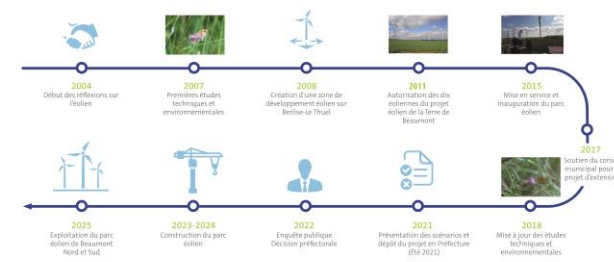 2004
Début des réflexions sur
l'éolien
2007
Premières études
techniques et
environnementales
2008
Création d'une zone de
développement éolien sur
Berlise-Le Thuel
2011
Autorisation des dix
éoliennes du projet
éolien de la Terre de
Beaumont
2015
Mise en service et
inauguration du parc
éolien
2017
Soutien du cons
municipal pour
projet d'extensi
2018
Mise à jour des études
techniques et
environnementales
2021
Présentation des scénarios et
dépôt du projet en Préfecture
(Été 2021)
2022
Enquête publique
Décision préfectorale
2023-2024
Construction du parc
éolien
2025
Exploitation du parc
éolien de Beaumont
Nord et Sud